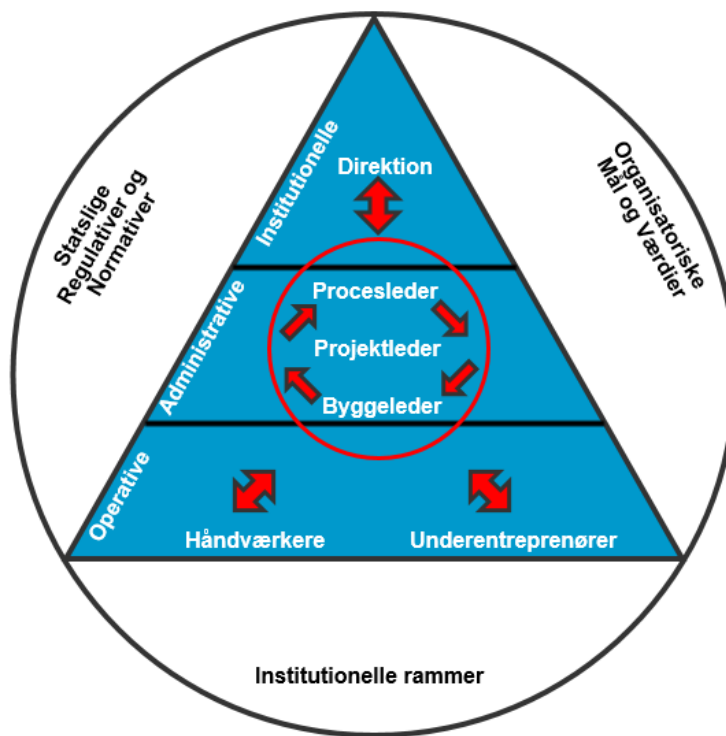 Statslige
Regulativer og
Normativer
Organisatoriske
Mål og Værdier
Institutionelle
Direktion
Administrative
Procesleder
Projektleder
Byggeleder
Operative
Håndværkere
Underentreprenører
Institutionelle rammer